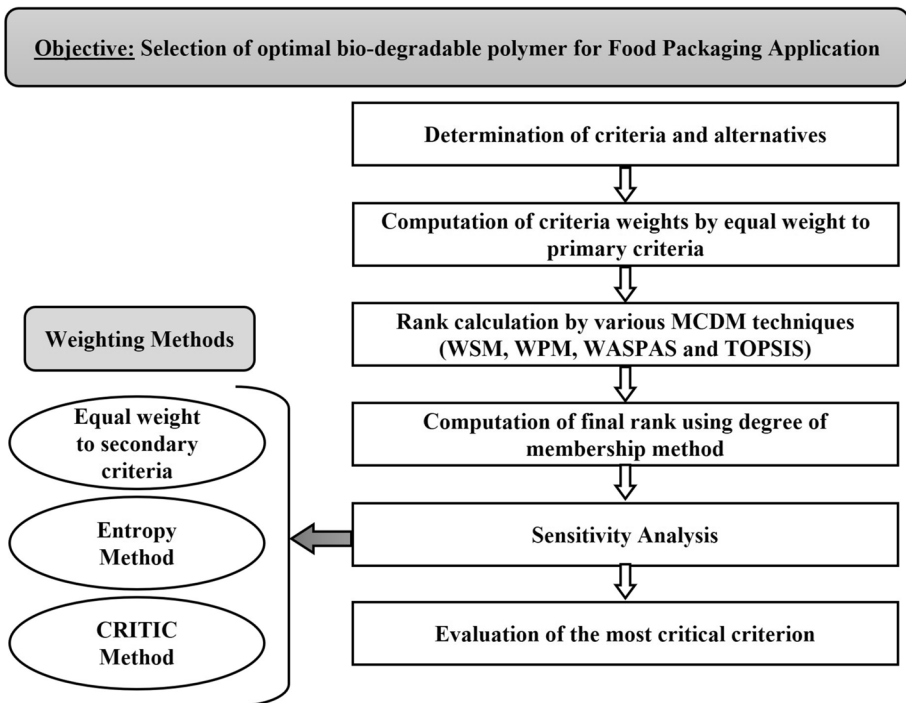 Objective: Selection of optimal bio-degradable polymer for Food Packaging Application
Determination of criteria and alternatives
Computation of criteria weights by equal weight to
primary criteria
Rank calculation by various MCDM techniques
(WSM, WPM, WASPAS and TOPSIS)
Computation of final rank using degree of
membership method
Sensitivity Analysis
Evaluation of the most critical criterion
Weighting Methods
Equal weight
to secondary
criteria
Entropy
Method
CRITIC
Method